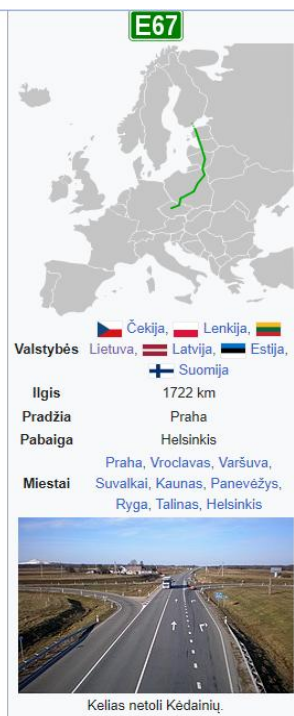 E67
Čekija, Lenkija,
Valstybės Lietuva, Latvija, Estija,
Suomija
Ilgis 1722 km
Pradžia Praha
Pabaiga Helsinkis
Praha, Vroclavas, Varšuva,
Miestai Suvalkai, Kaunas, Panevėžys,
Ryga, Talinas, Helsinkis
Kelias netoli Kėdainių.